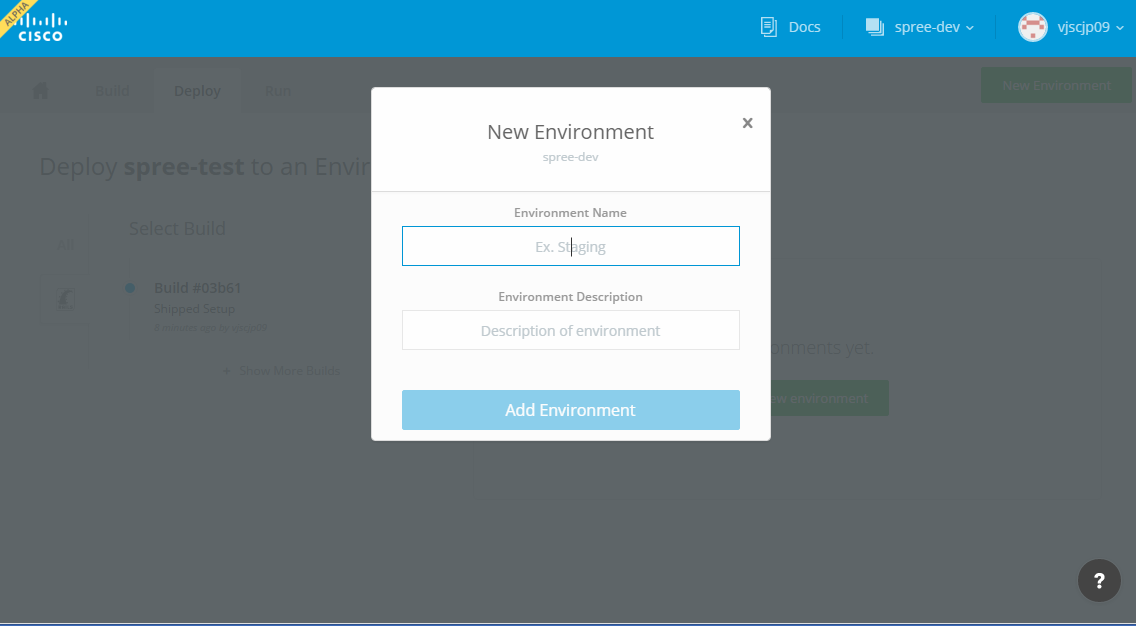 ALPHA
CISCO
Docs
spree-dev
vjscjp09
Build
Deploy
Run
New Environment
Deploy spree-test to an Envir
New Environment
spree-dev
Environment Name
Ex. Staging
Environment Description
Description of environment
Add Environment
Select Build
All
Build #03b61
Shipped Setup
+ Show More Builds
onments yet.
ew environment
?